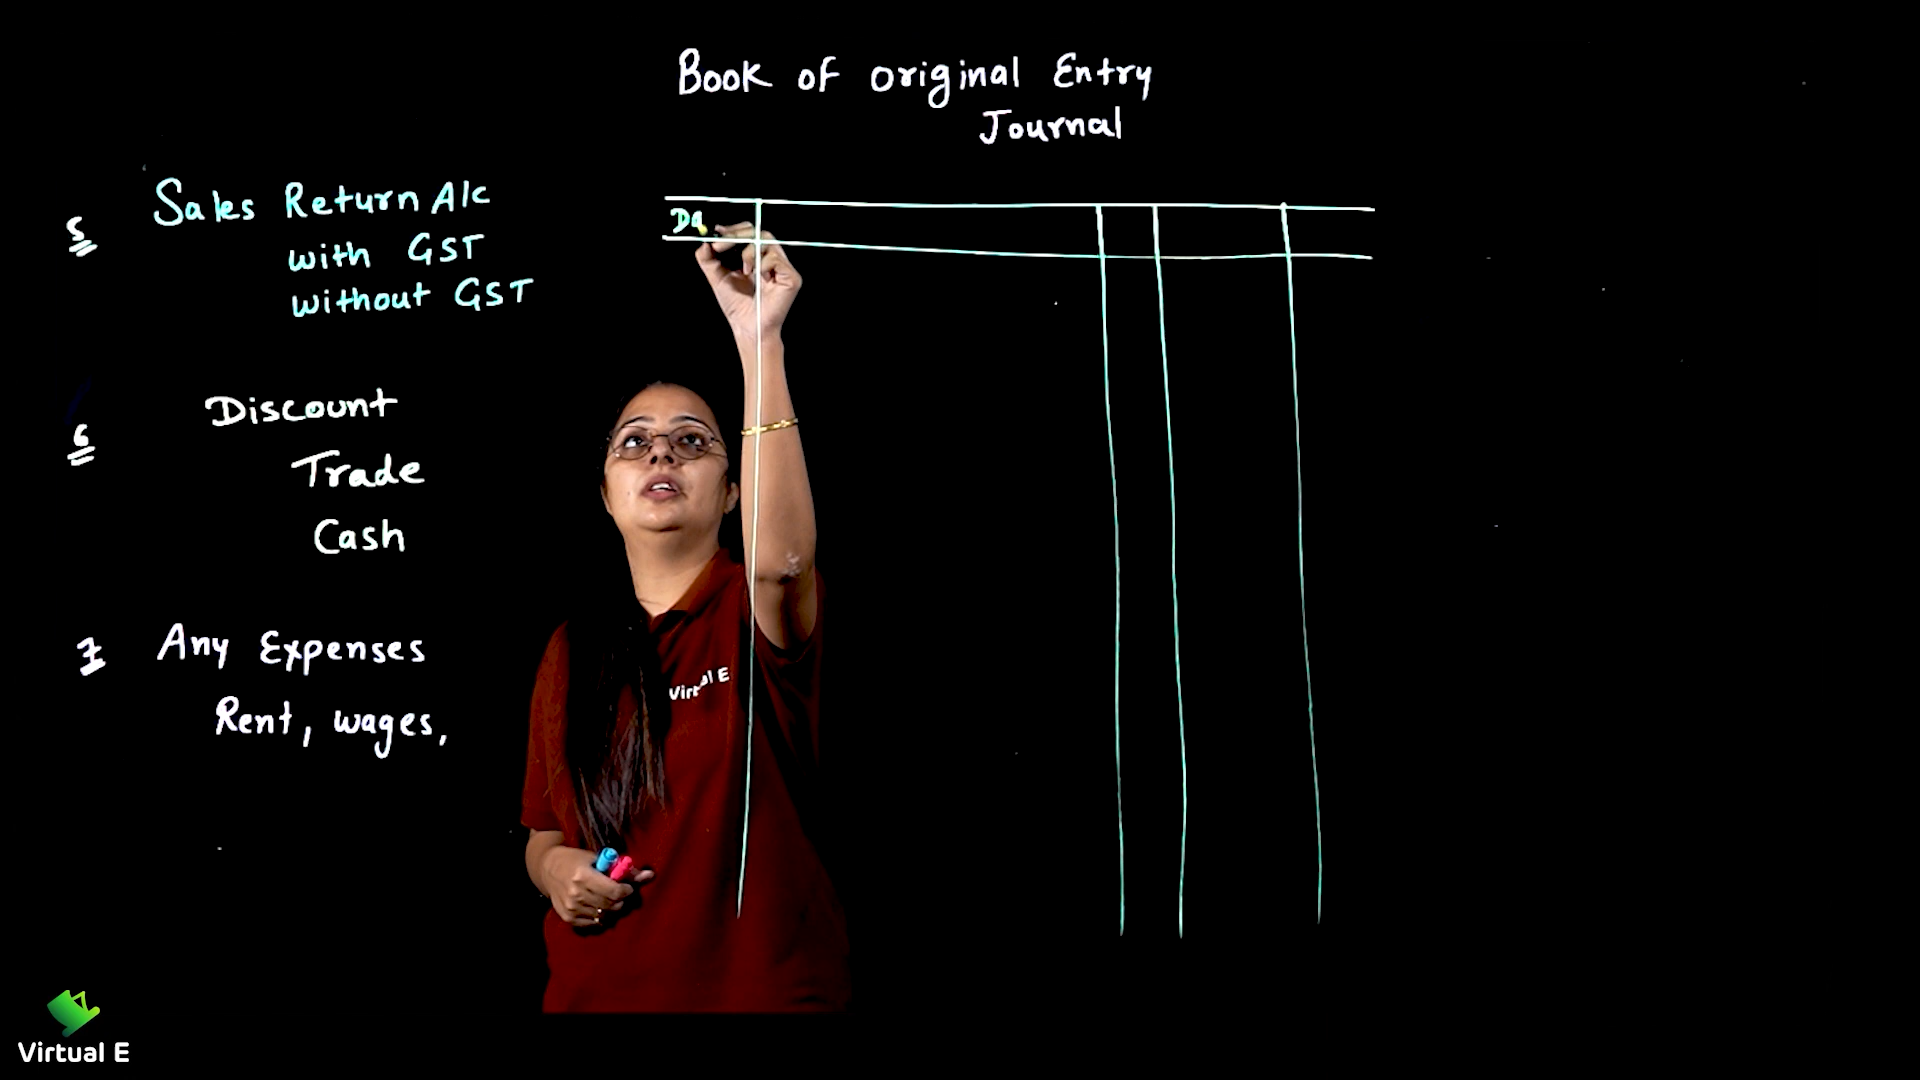 Book of original Entry
Journal
5 Sales Return A/c
with GST
without GST
Da
6 Discount
Trade
Cash
7 Any Expenses
Rent, wages,
Virtual E
Virtual E